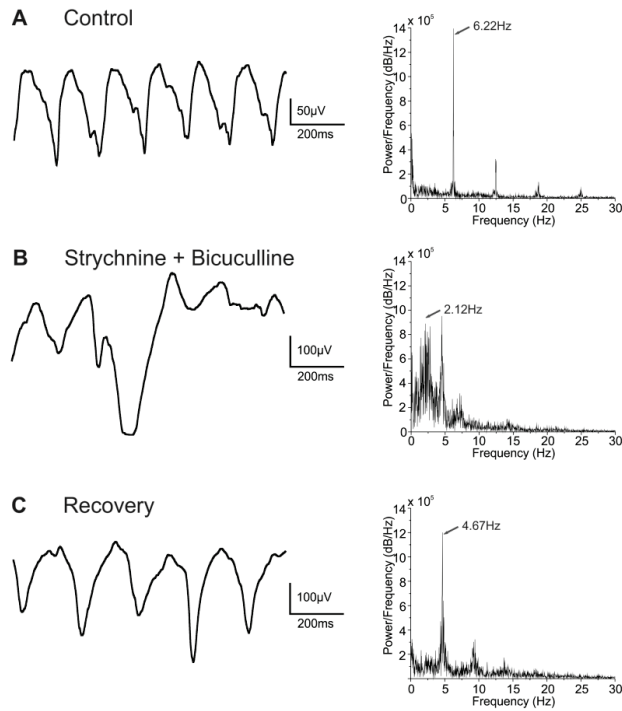 A Control
50µV
200ms
x 10⁵
14
12
10
8
6
4
2
Power/Frequency (dB/Hz)
6.22Hz
0 5 10 15 20 25 30
Frequency (Hz)
B Strychnine + Bicuculline
100µV
200ms
x 10⁵
14
12
10
8
6
4
2
0
Power/Frequency (dB/Hz)
2.12Hz
0 5 10 15 20 25 30
Frequency (Hz)
C Recovery
100µV
200ms
x 10⁵
14
12
10
8
6
4
2
Power/Frequency (dB/Hz)
4.67Hz
0 5 10 15 20 25 30
Frequency (Hz)